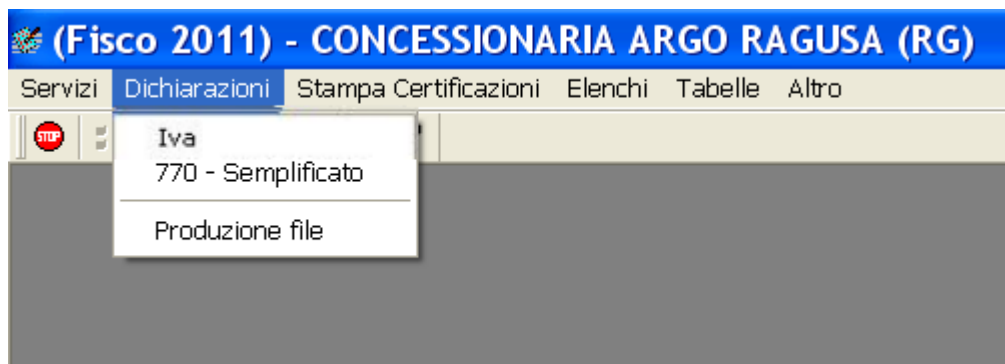 (Fisco 2011) - CONCESSIONARIA ARGO RAGUSA (RG)
Servizi Dichiarazioni Stampa Certificazioni Elenchi Tabelle Altro
STOP
Iva
770 - Semplificato
Produzione file